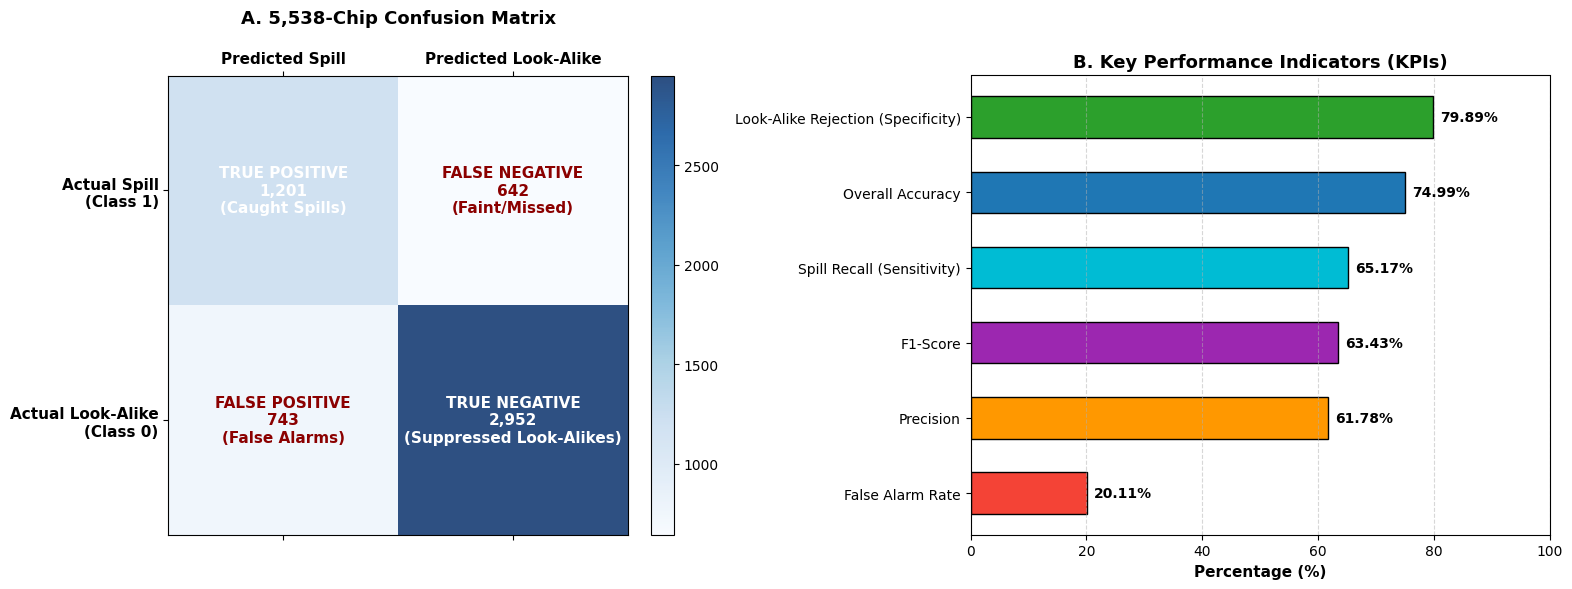 A. 5,538-Chip Confusion Matrix
Predicted Spill
Predicted Look-Alike
Actual Spill
(Class 1)
TRUE POSITIVE
1,201
(Caught Spills)
FALSE NEGATIVE
642
(Faint/Missed)
Actual Look-Alike
(Class 0)
FALSE POSITIVE
743
(False Alarms)
TRUE NEGATIVE
2,952
(Suppressed Look-Alikes)
2500
2000
1500
1000
B. Key Performance Indicators (KPIs)
Look-Alike Rejection (Specificity)
79.89%
Overall Accuracy
74.99%
Spill Recall (Sensitivity)
65.17%
F1-Score
63.43%
Precision
61.78%
False Alarm Rate
20.11%
0
20
40
60
80
100
Percentage (%)